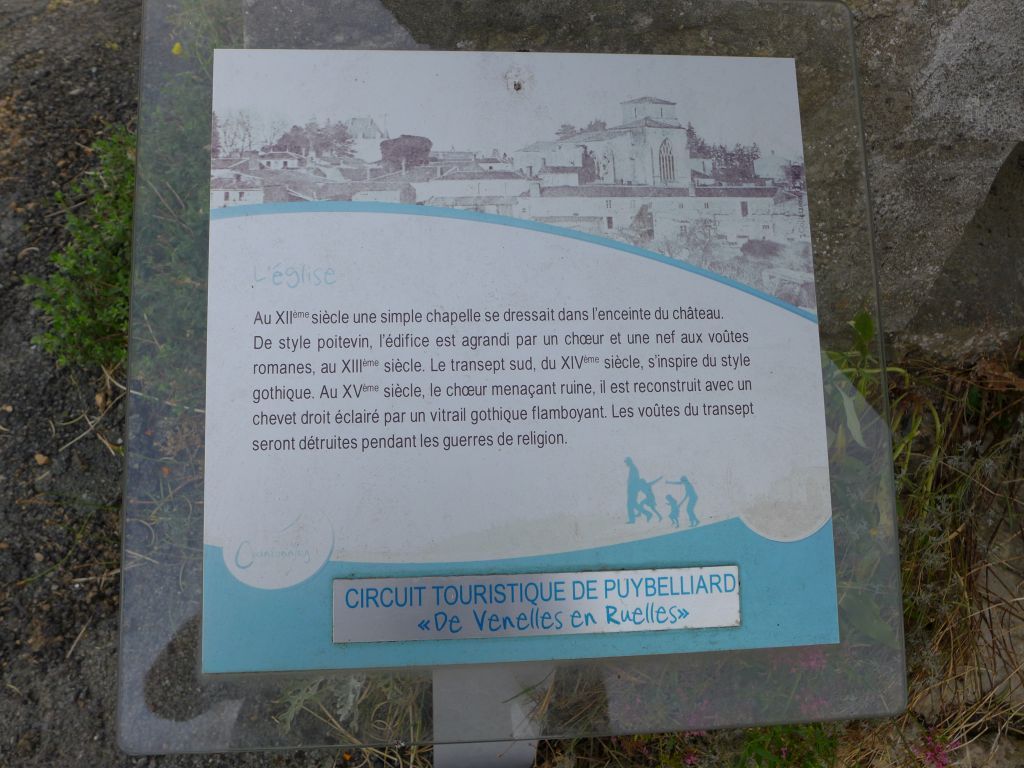 L'église
Au XIIème siècle une simple chapelle se dressait dans l'enceinte du château.
De style poitevin, l'édifice est agrandi par un chœur et une nef aux voûtes
romanes, au XIIIème siècle. Le transept sud, du XIVème siècle, s'inspire du style
gothique. Au XVème siècle, le chœur menaçant ruine, il est reconstruit avec un
chevet droit éclairé par un vitrail gothique flamboyant. Les voûtes du transept
seront détruites pendant les guerres de religion.
Chantonnay
CIRCUIT TOURISTIQUE DE PUYBELLIARD
«De Venelles en Ruelles»